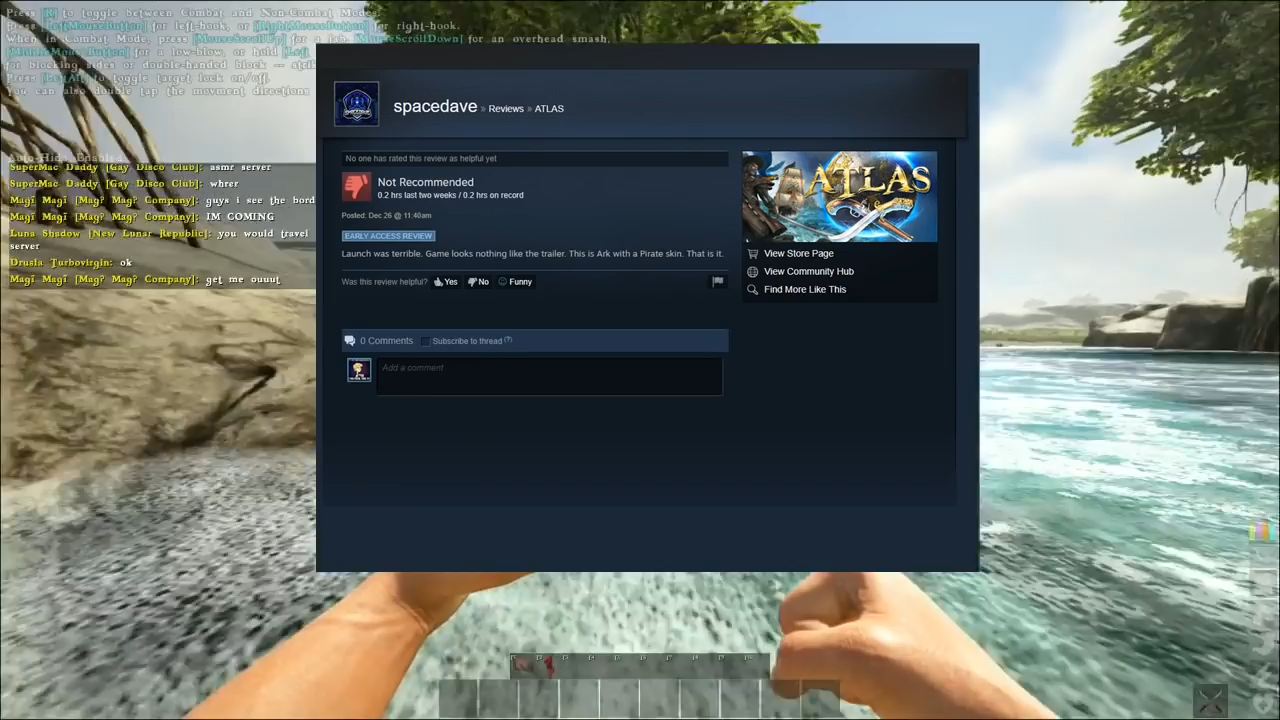 Press [R] to toggle between Combat and Non-Combat Modes.
Press [LeftMouseButton] for left-hook, or [RightMouseButton] for right-hook.
When in Combat Mode, press [MouseScrollUp] for a jab, [MouseScrollDown] for an overhead smash,
for a low-blow, or hold [Left
for blocking sides or double-handed block --
Press [LeftAlt] to toggle target lock on/off.
You can also double tap the movment directions
Auto-Hide Enabled
SuperMac Daddy [Gay Disco Club]: asmr server
SuperMac Daddy [Gay Disco Club]: whrer
Magi Magi [Mag? Mag? Company]: guys i see the bord
Magi Magi [Mag? Mag? Company]: IM COMING
Luna Shadow [New Lunar Republic]: you would travel
server
Drusla Turbovirgin: ok
Magi Magi [Mag? Mag? Company]: get me ouuut
spacedave » Reviews » ATLAS
No one has rated this review as helpful yet
Not Recommended
0.2 hrs last two weeks / 0.2 hrs on record
Posted: Dec 26 @ 11:40am
EARLY ACCESS REVIEW
Launch was terrible. Game looks nothing like the trailer. This is Ark with a Pirate skin. That is it.
Was this review helpful? Yes No Funny
0 Comments Subscribe to thread (?)
Add a comment
ATLAS
View Store Page
View Community Hub
Find More Like This